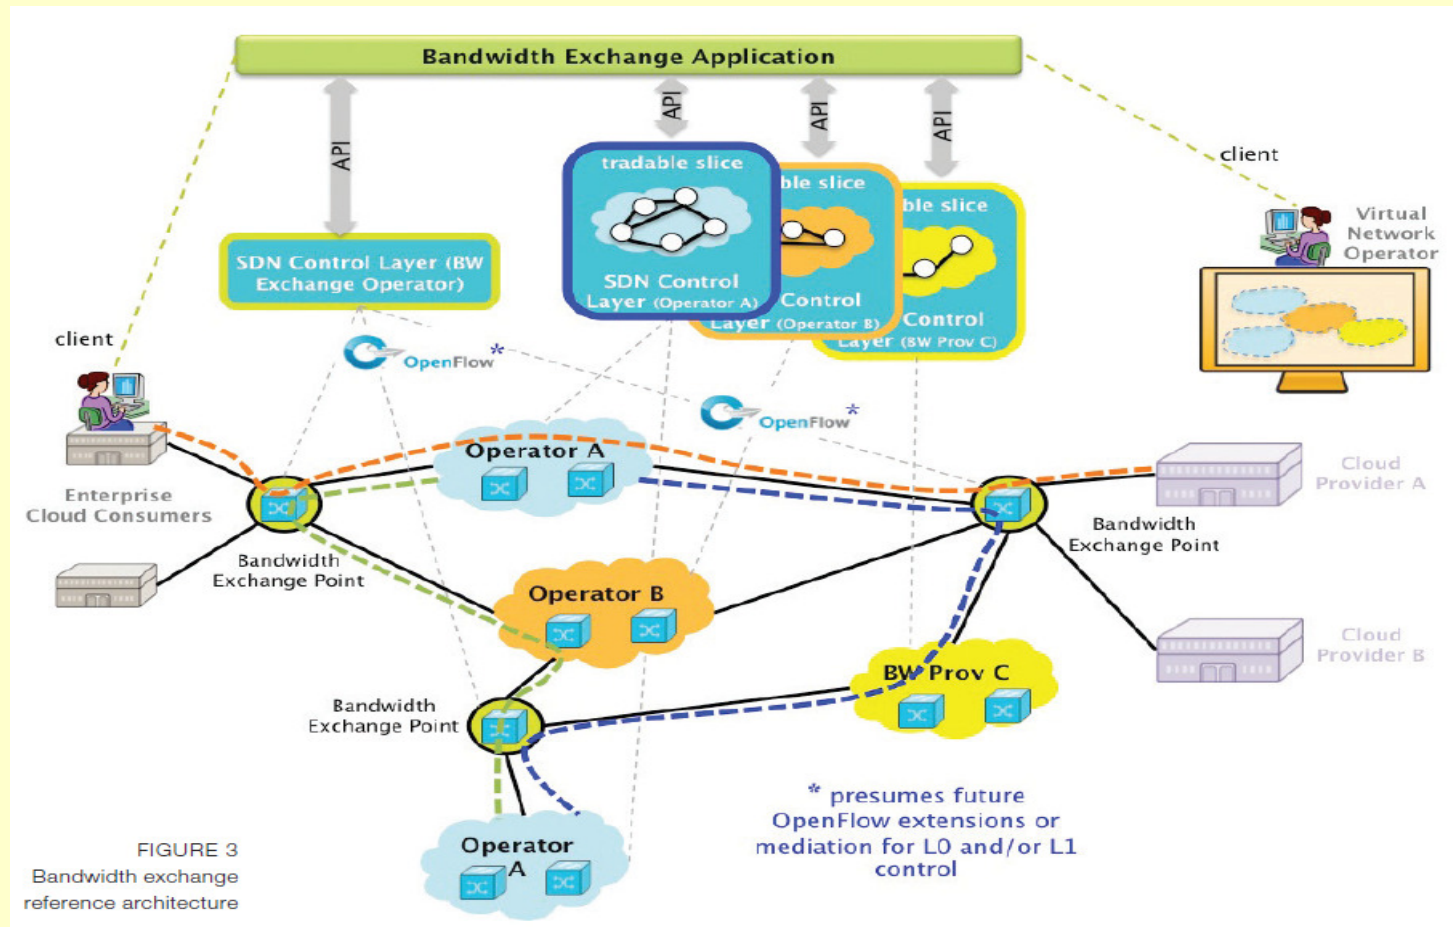 Bandwidth Exchange Application
API
API
API
API
client
client
tradable slice
ble slice
ble slice
Virtual
Network
Operator
SDN Control Layer (BW
Exchange Operator)
SDN Control
Layer (Operator A)
Control
Layer (Operator B)
Control
Layer (BW Prov C)
OpenFlow*
OpenFlow*
Operator A
Enterprise
Cloud Consumers
Cloud
Provider A
Bandwidth
Exchange Point
Bandwidth
Exchange Point
Operator B
Cloud
Provider B
BW Prov C
Bandwidth
Exchange Point
* presumes future
OpenFlow extensions or
mediation for L0 and/or L1
control
Operator
A
FIGURE 3
Bandwidth exchange
reference architecture